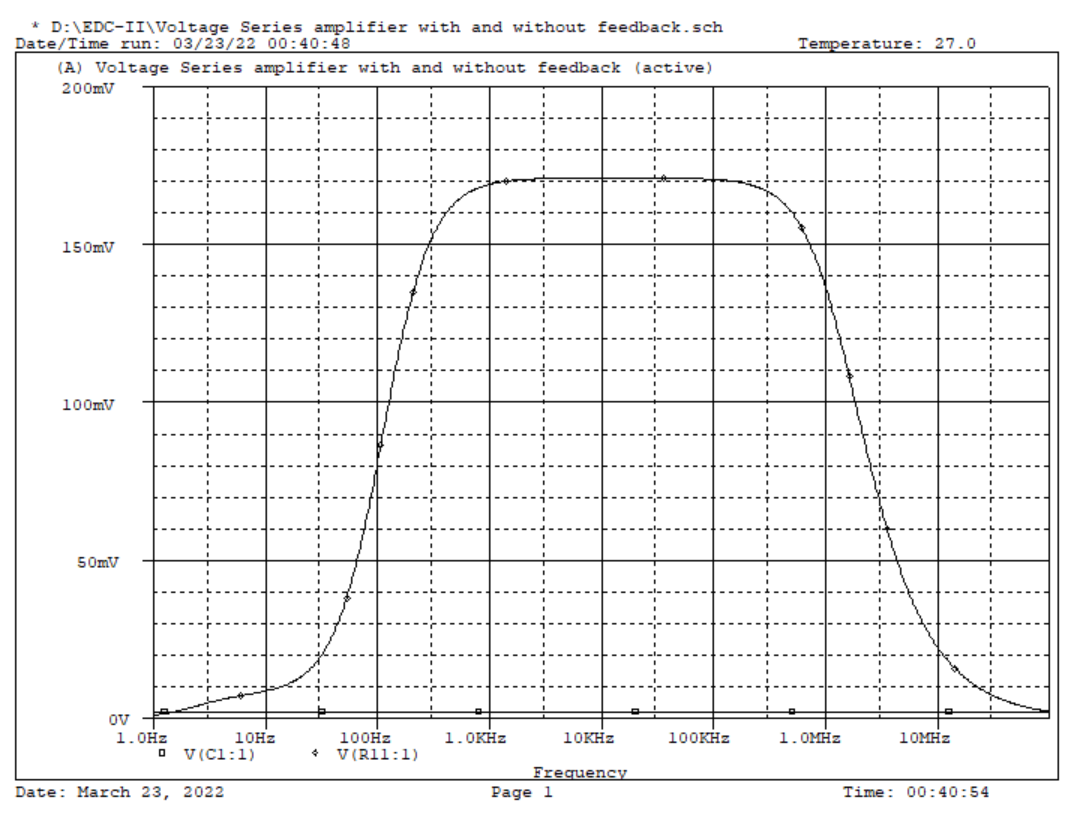 * D:\EDC-II\Voltage Series amplifier with and without feedback.sch
Date/Time run: 03/23/22 00:40:48 Temperature: 27.0
(A) Voltage Series amplifier with and without feedback (active)
200mV
150mV
100mV
50mV
0V
1.0Hz 10Hz 100Hz 1.0KHz 10KHz 100KHz 1.0MHz 10MHz
V(C1:1) V(R11:1)
Frequency
Date: March 23, 2022 Page 1 Time: 00:40:54